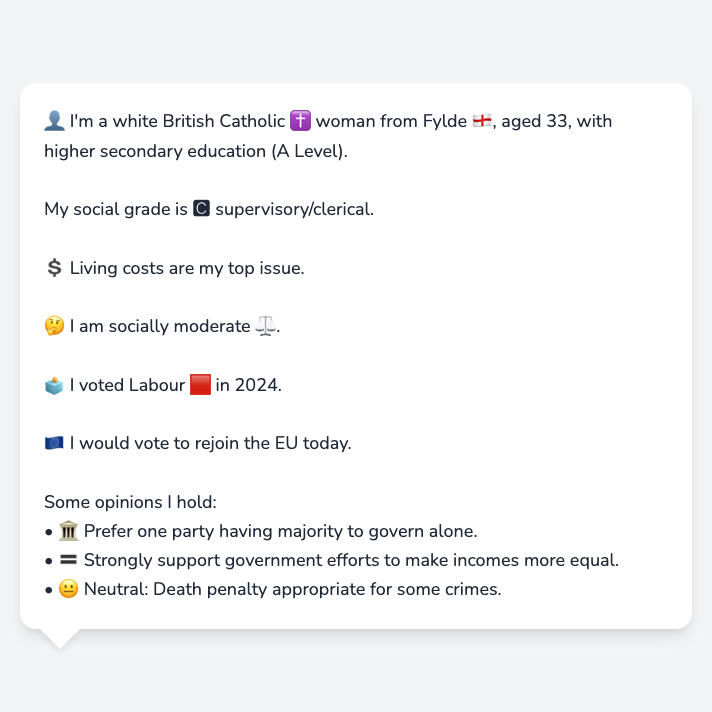 👤 I'm a white British Catholic ✝️ woman from Fylde 🏴󠁧󠁢󠁥󠁮󠁧󠁿, aged 33, with
higher secondary education (A Level).
My social grade is 🅲 supervisory/clerical.
💲 Living costs are my top issue.
🤔 I am socially moderate ⚖️.
🗳️ I voted Labour 🟥 in 2024.
🇪🇺 I would vote to rejoin the EU today.
Some opinions I hold:
• 🏛️ Prefer one party having majority to govern alone.
• 🟰 Strongly support government efforts to make incomes more equal.
• 😐 Neutral: Death penalty appropriate for some crimes.